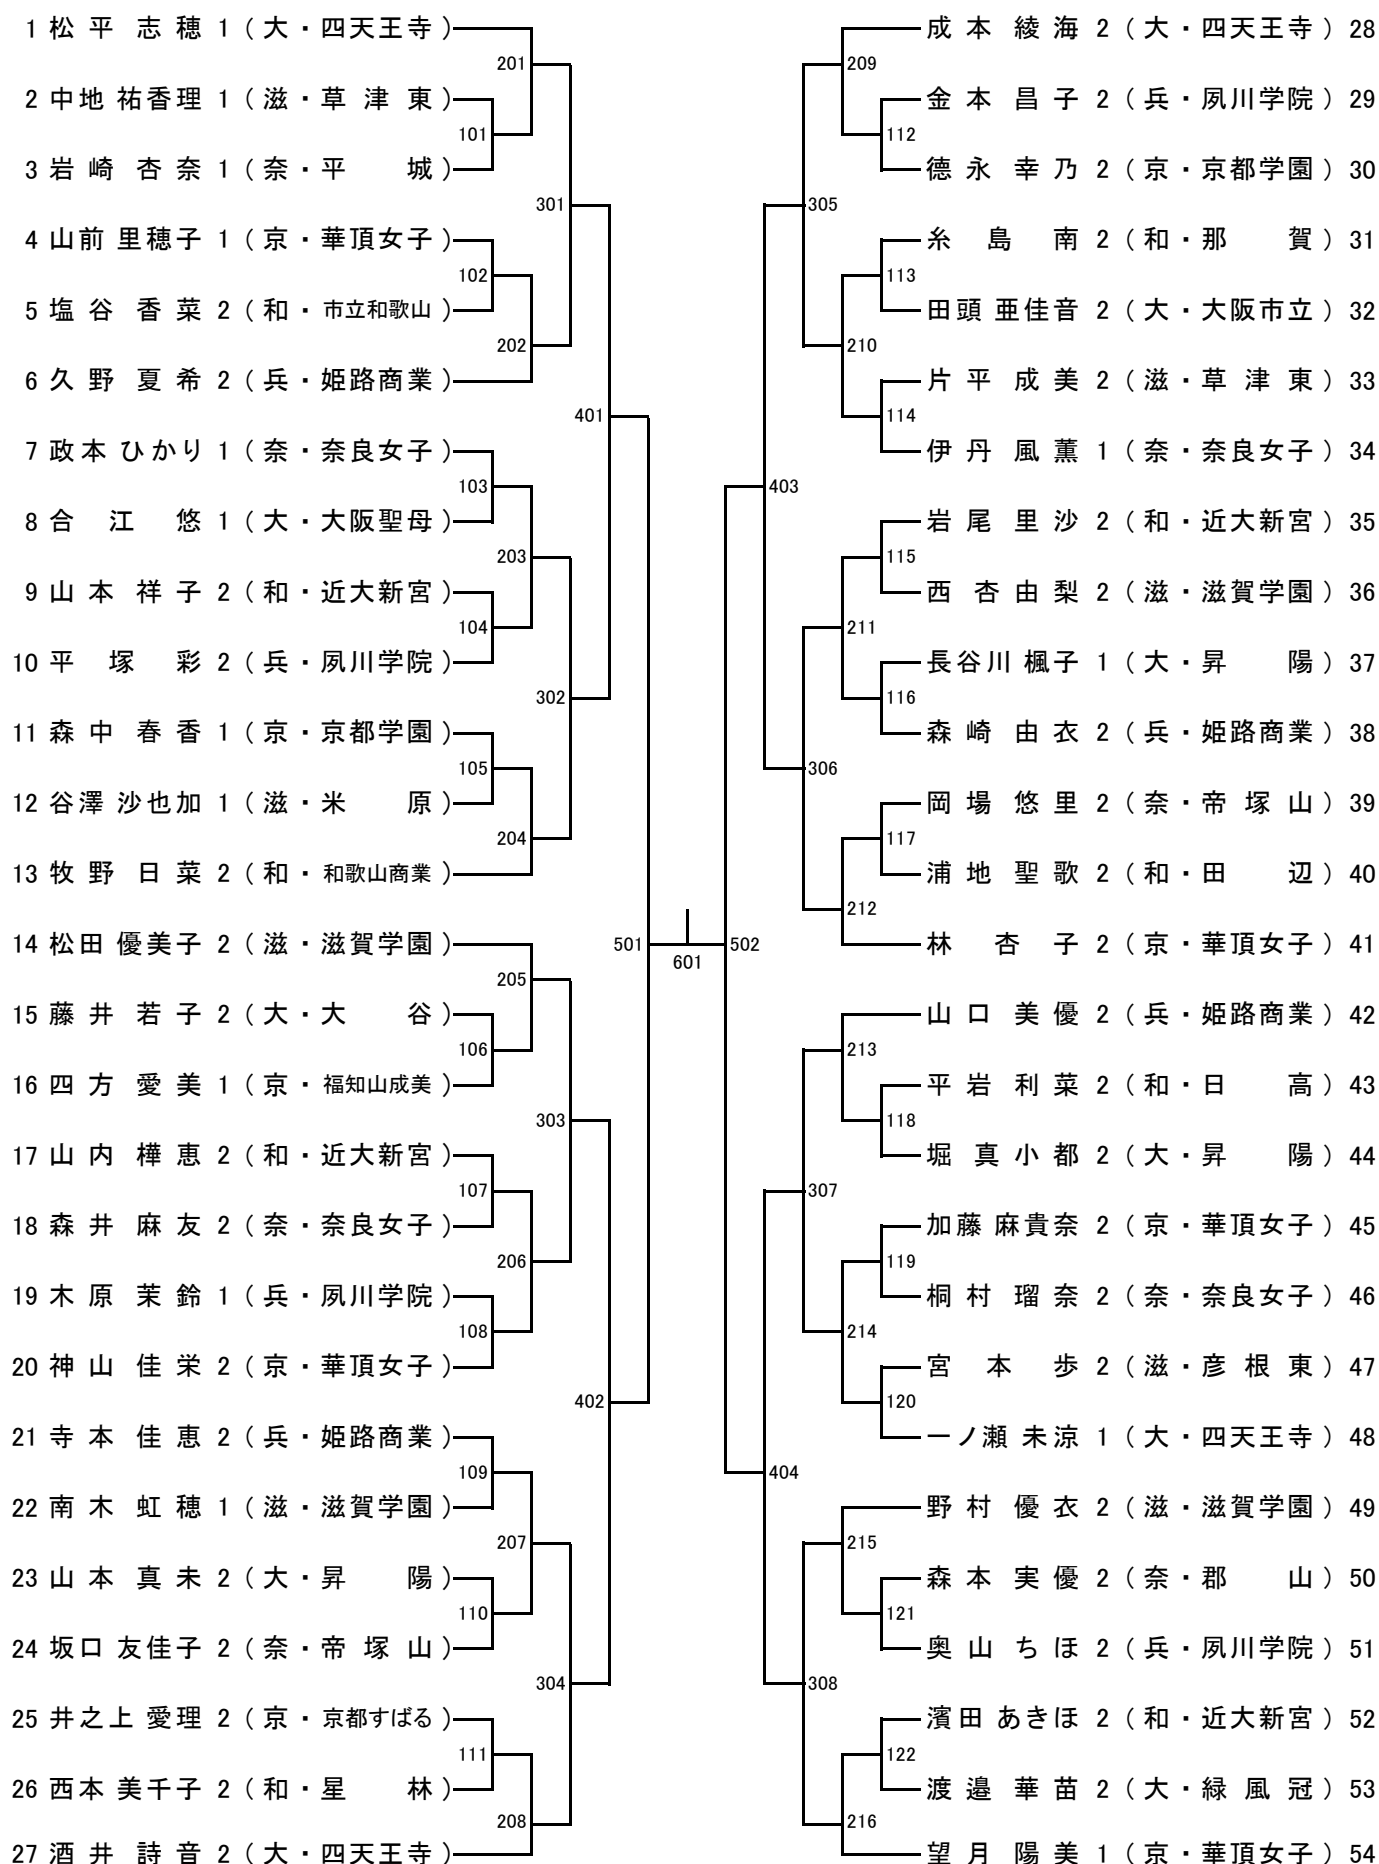 1 松平 志穂 1 (大・四天王寺)
201
2 中地 祐香理 1 (滋・草津東)
101
3 岩崎 杏奈 1 (奈・平城)
301
4 山前 里穂子 1 (京・華頂女子)
102
5 塩谷 香菜 2 (和・市立和歌山)
202
6 久野 夏希 2 (兵・姫路商業)
401
7 政本 ひかり 1 (奈・奈良女子)
103
8 合江 悠 1 (大・大阪聖母)
203
9 山本 祥子 2 (和・近大新宮)
104
10 平塚 彩 2 (兵・夙川学院)
302
11 森中 春香 1 (京・京都学園)
105
12 谷澤 沙也加 1 (滋・米原)
204
13 牧野 日菜 2 (和・和歌山商業)
14 松田 優美子 2 (滋・滋賀学園)
501
601
502
205
15 藤井 若子 2 (大・大谷)
106
16 四方 愛美 1 (京・福知山成美)
303
17 山内 樺恵 2 (和・近大新宮)
107
18 森井 麻友 2 (奈・奈良女子)
206
19 木原 茉鈴 1 (兵・夙川学院)
108
20 神山 佳栄 2 (京・華頂女子)
402
21 寺本 佳恵 2 (兵・姫路商業)
109
22 南木 虹穂 1 (滋・滋賀学園)
207
23 山本 真未 2 (大・昇陽)
110
24 坂口 友佳子 2 (奈・帝塚山)
304
25 井之上 愛理 2 (京・京都すばる)
111
26 西本 美千子 2 (和・星林)
208
27 酒井 詩音 2 (大・四天王寺)
成本 綾海 2 (大・四天王寺) 28
209
金本 昌子 2 (兵・夙川学院) 29
112
德永 幸乃 2 (京・京都学園) 30
305
糸島 南 2 (和・那賀) 31
113
田頭 亜佳音 2 (大・大阪市立) 32
210
片平 成美 2 (滋・草津東) 33
114
伊丹 風薫 1 (奈・奈良女子) 34
403
岩尾 里沙 2 (和・近大新宮) 35
115
西 杏由梨 2 (滋・滋賀学園) 36
211
長谷川 楓子 1 (大・昇陽) 37
116
森崎 由衣 2 (兵・姫路商業) 38
306
岡場 悠里 2 (奈・帝塚山) 39
117
浦地 聖歌 2 (和・田辺) 40
212
林 杏子 2 (京・華頂女子) 41
山口 美優 2 (兵・姫路商業) 42
213
平岩 利菜 2 (和・日高) 43
118
堀 真小都 2 (大・昇陽) 44
307
加藤 麻貴奈 2 (京・華頂女子) 45
119
桐村 瑠奈 2 (奈・奈良女子) 46
214
宮本 歩 2 (滋・彦根東) 47
120
一ノ瀬 未涼 1 (大・四天王寺) 48
404
野村 優衣 2 (滋・滋賀学園) 49
215
森本 実優 2 (奈・郡山) 50
121
奥山 ちほ 2 (兵・夙川学院) 51
308
濱田 あきほ 2 (和・近大新宮) 52
122
渡邉 華苗 2 (大・緑風冠) 53
216
望月 陽美 1 (京・華頂女子) 54